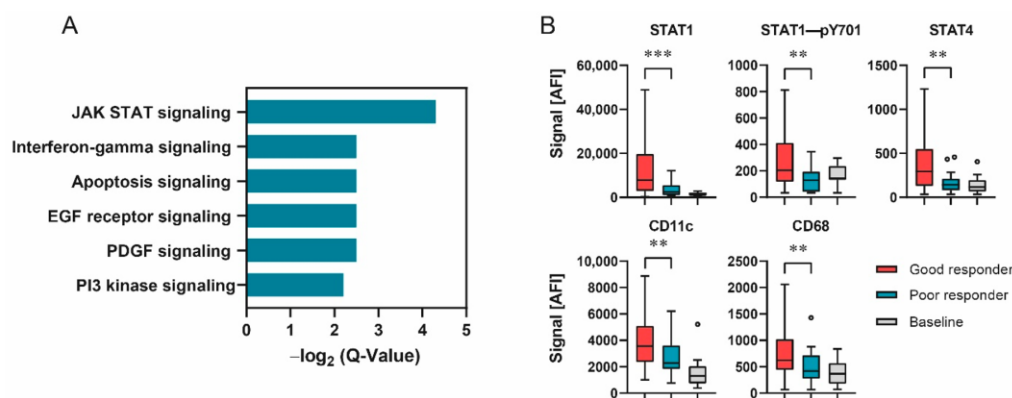 A
JAK STAT signaling
Interferon-gamma signaling
Apoptosis signaling
EGF receptor signaling
PDGF signaling
PI3 kinase signaling
0 1 2 3 4 5
−log2 (Q-Value)
B
STAT1
60,000
40,000
20,000
0
Signal [AFI]
***
STAT1—pY701
1000
800
600
400
200
0
**
STAT4
1500
1000
500
0
**
CD11c
10,000
8000
6000
4000
2000
0
Signal [AFI]
**
CD68
2500
2000
1500
1000
500
0
**
Good responder
Poor responder
Baseline